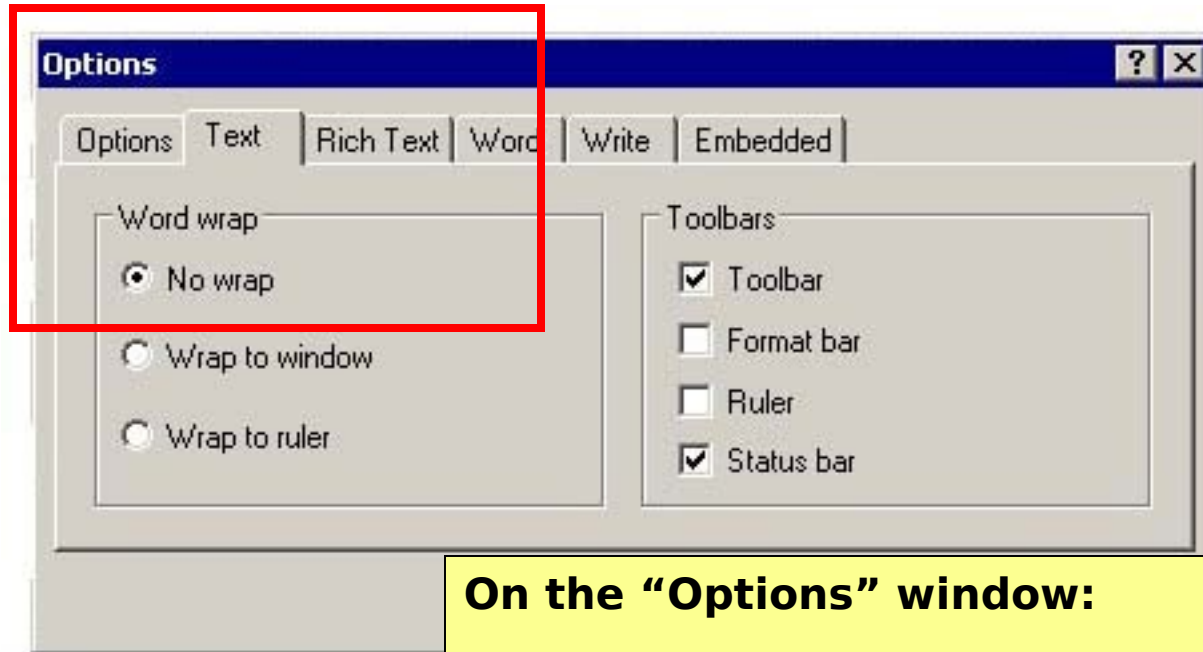 Options
Options Text Rich Text Word Write Embedded
Word wrap
No wrap
Wrap to window
Wrap to ruler
Toolbars
Toolbar
Format bar
Ruler
Status bar
On the “Options” window: